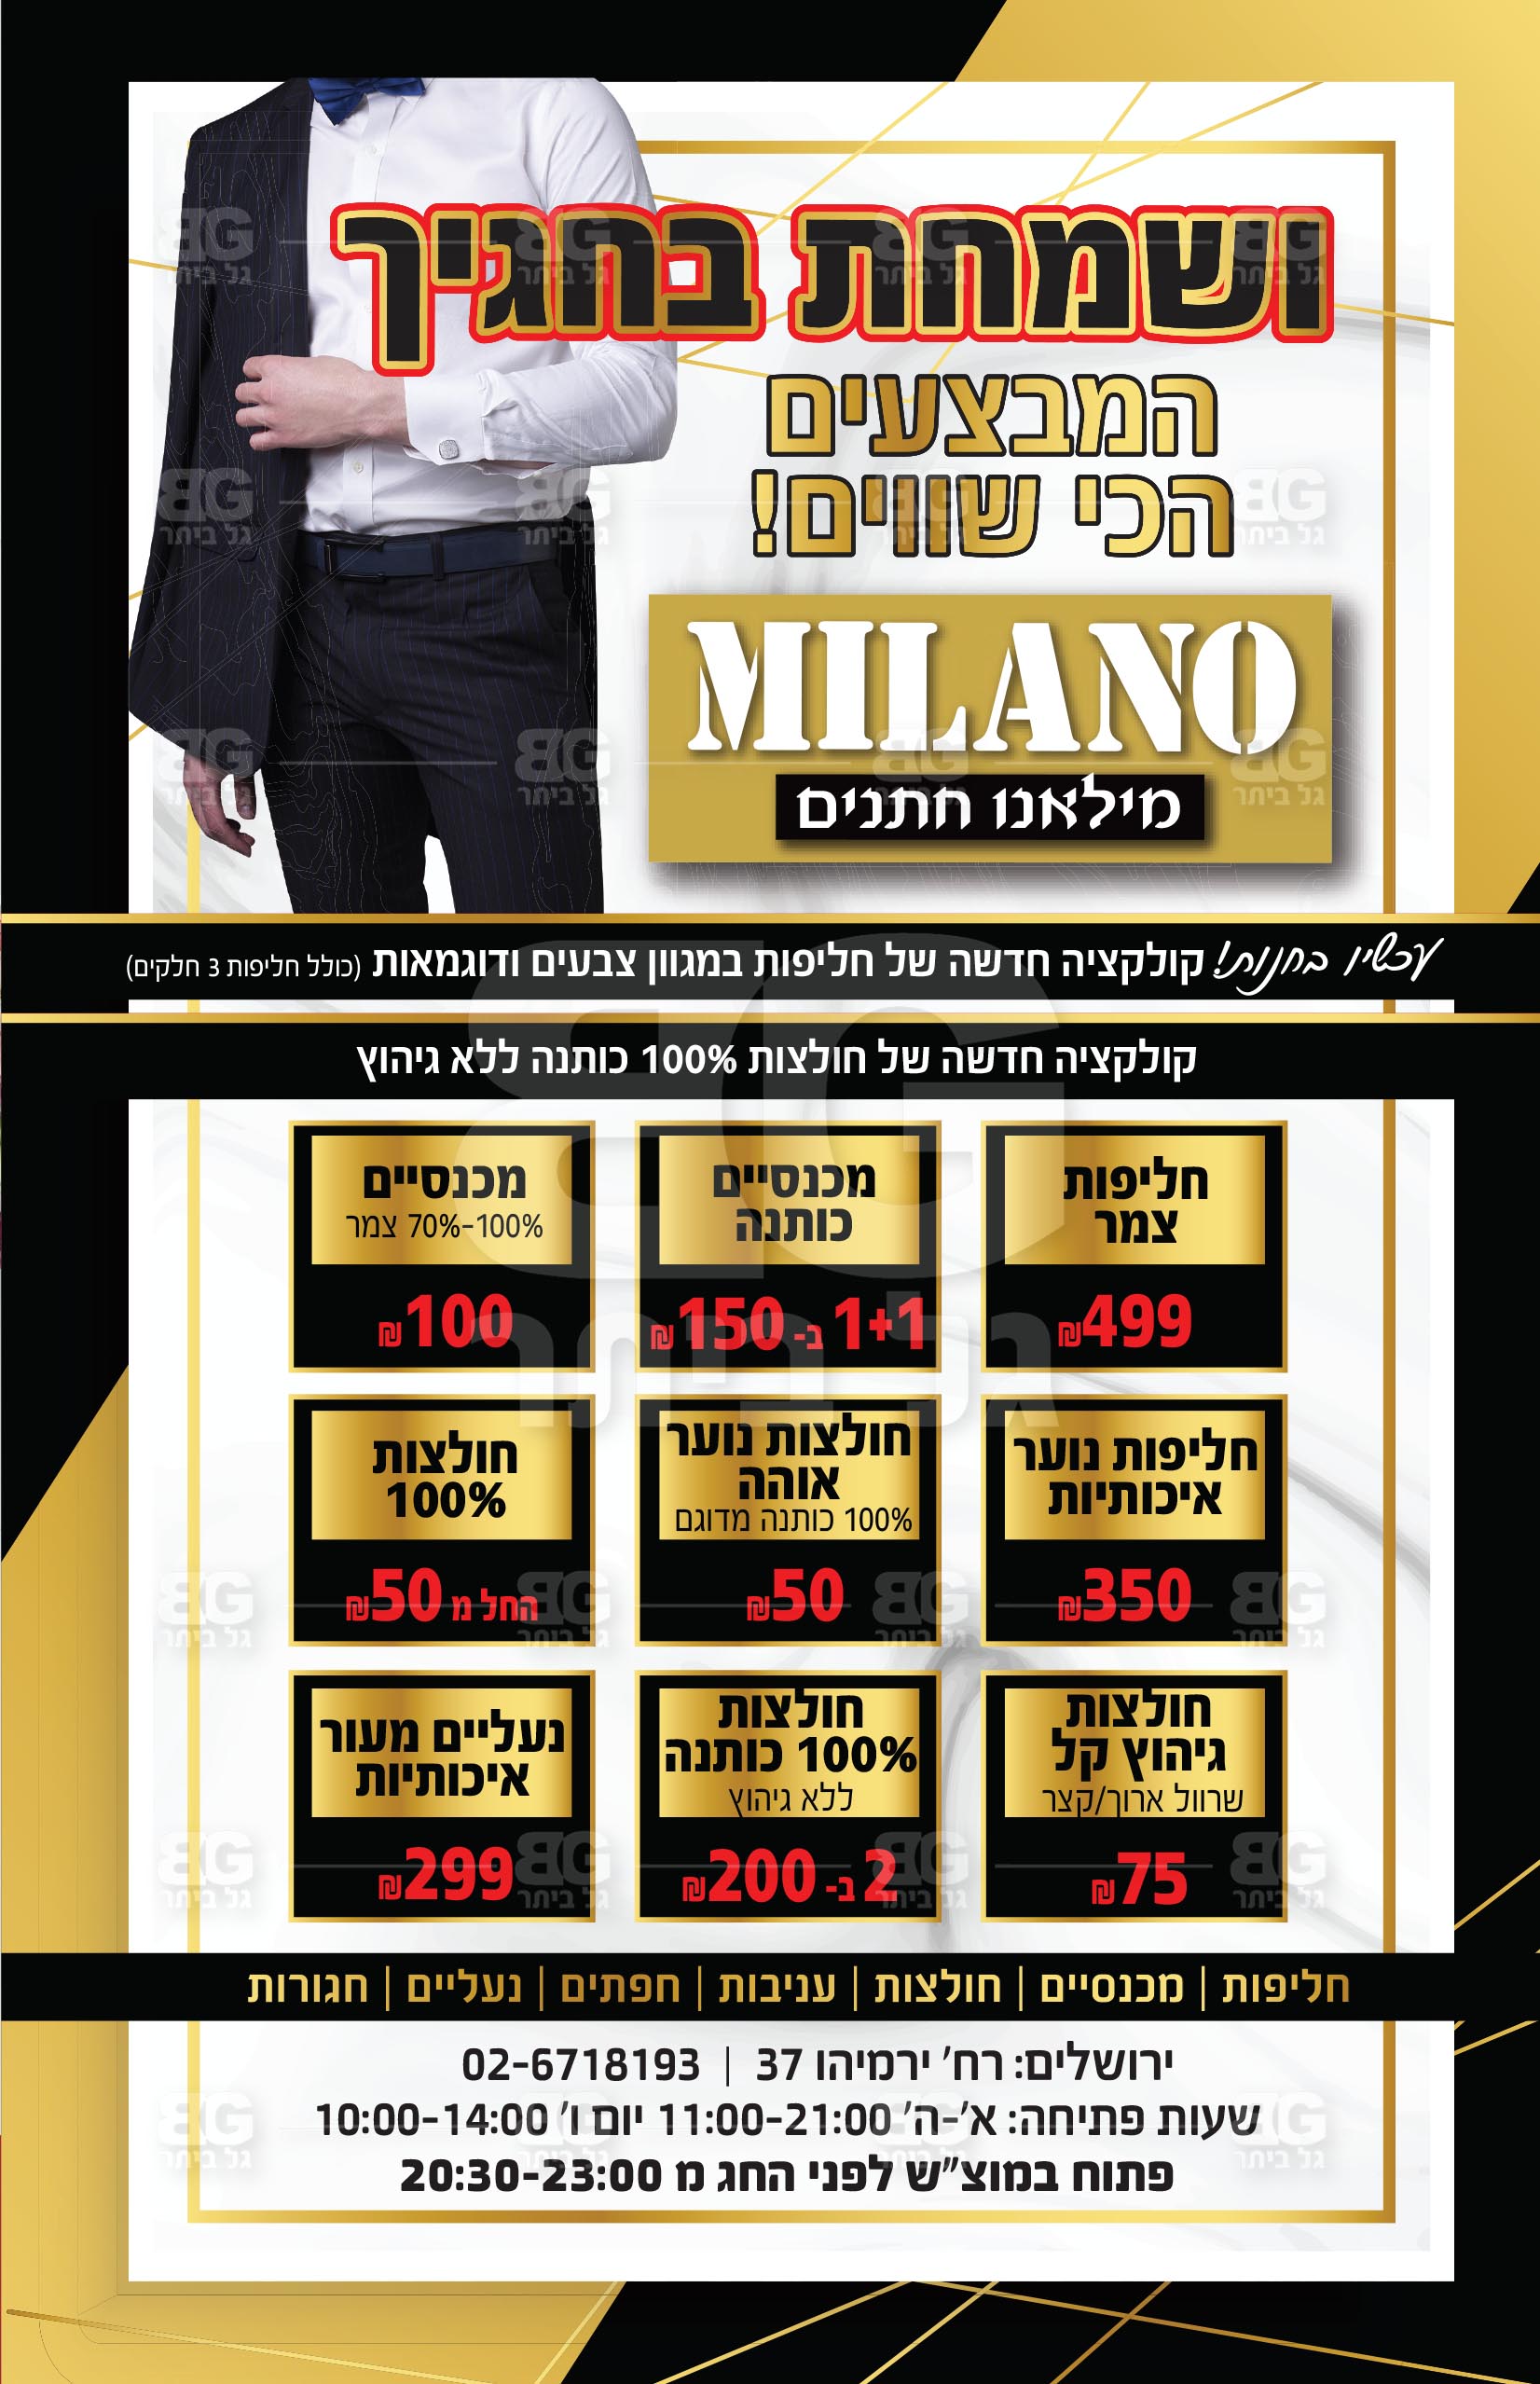 ושמחת בחגיך
המבצעים
הכי שווים!
MILANO
מילאנו חתנים
עכשיו בחנות! קולקציה חדשה של חליפות במגוון צבעים ודוגמאות (כולל חליפות 3 חלקים)
קולקציה חדשה של חולצות 100% כותנה ללא גיהוץ
חליפות
צמר
499₪
מכנסיים
כותנה
1+1 ב- 150₪
מכנסיים
70%-100% צמר
100₪
חליפות נוער
איכותיות
350₪
חולצות נוער
אוהה
100% כותנה מדוגם
50₪
חולצות
100%
החל מ 50₪
חולצות
גיהוץ קל
שרוול ארוך/קצר
75₪
חולצות
100% כותנה
ללא גיהוץ
2 ב- 200₪
נעליים מעור
איכותיות
299₪
חליפות | מכנסיים | חולצות | עניבות | חפתים | נעליים | חגורות
ירושלים: רח' ירמיהו 37 | 02-6718193
שעות פתיחה: א'-ה' 11:00-21:00 יום ו' 10:00-14:00
פתוח במוצ"ש לפני החג מ 20:30-23:00
BG
גל ביתר